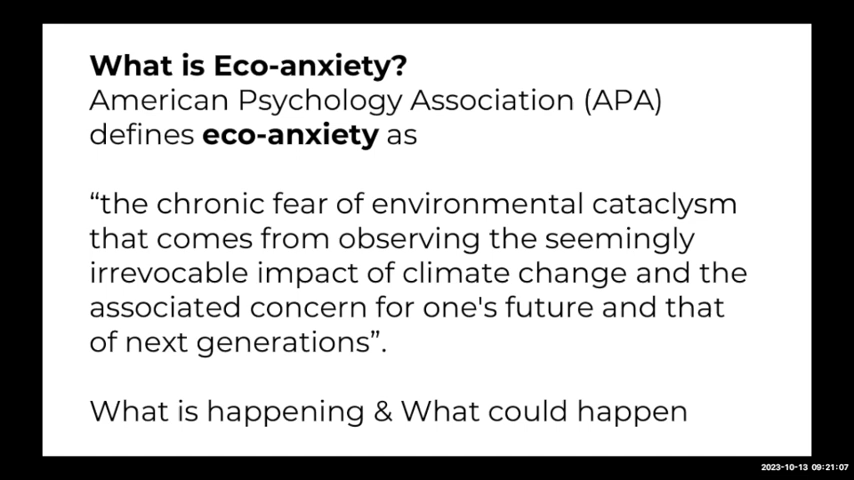 What is Eco-anxiety?
American Psychology Association (APA)
defines eco-anxiety as
“the chronic fear of environmental cataclysm
that comes from observing the seemingly
irrevocable impact of climate change and the
associated concern for one's future and that
of next generations”.
What is happening & What could happen
2023-10-13 09:21:07